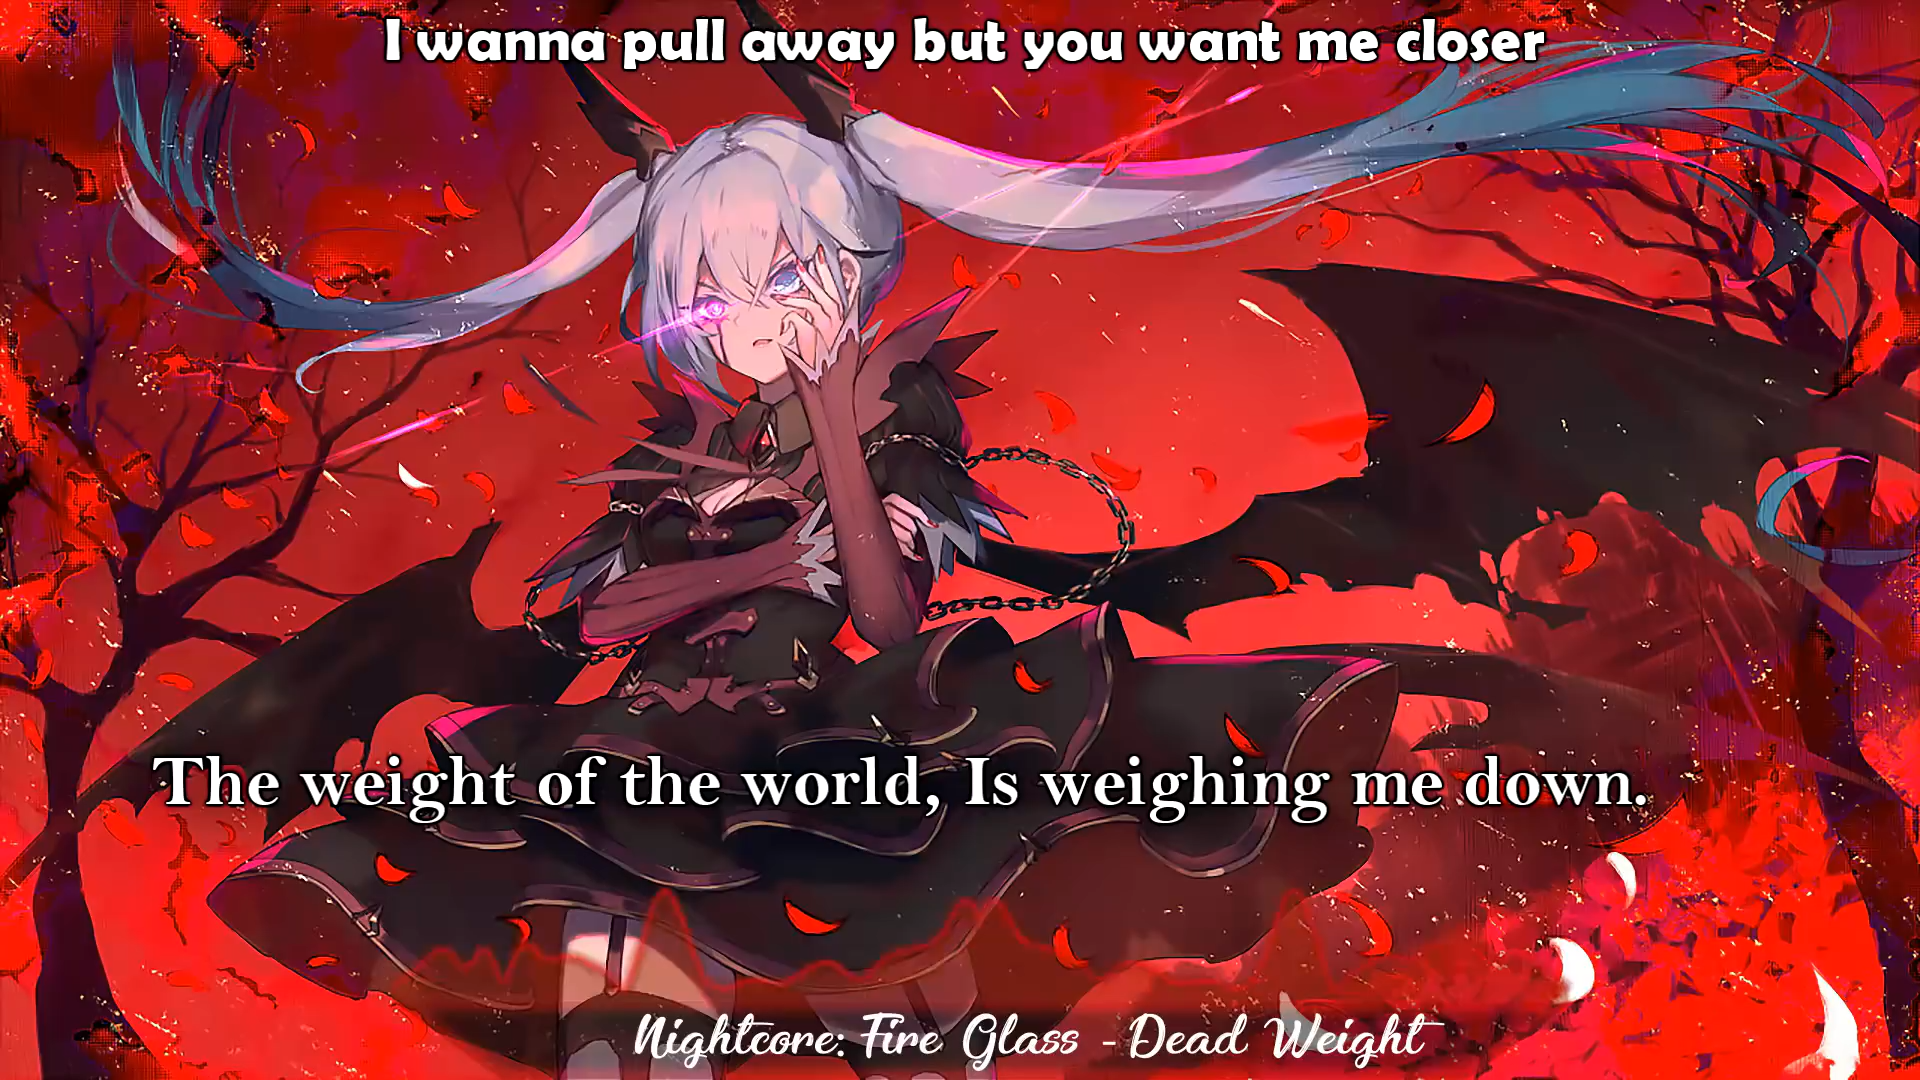 I wanna pull away but you want me closer
The weight of the world, Is weighing me down.
Nightcore: Fire Glass - Dead Weight